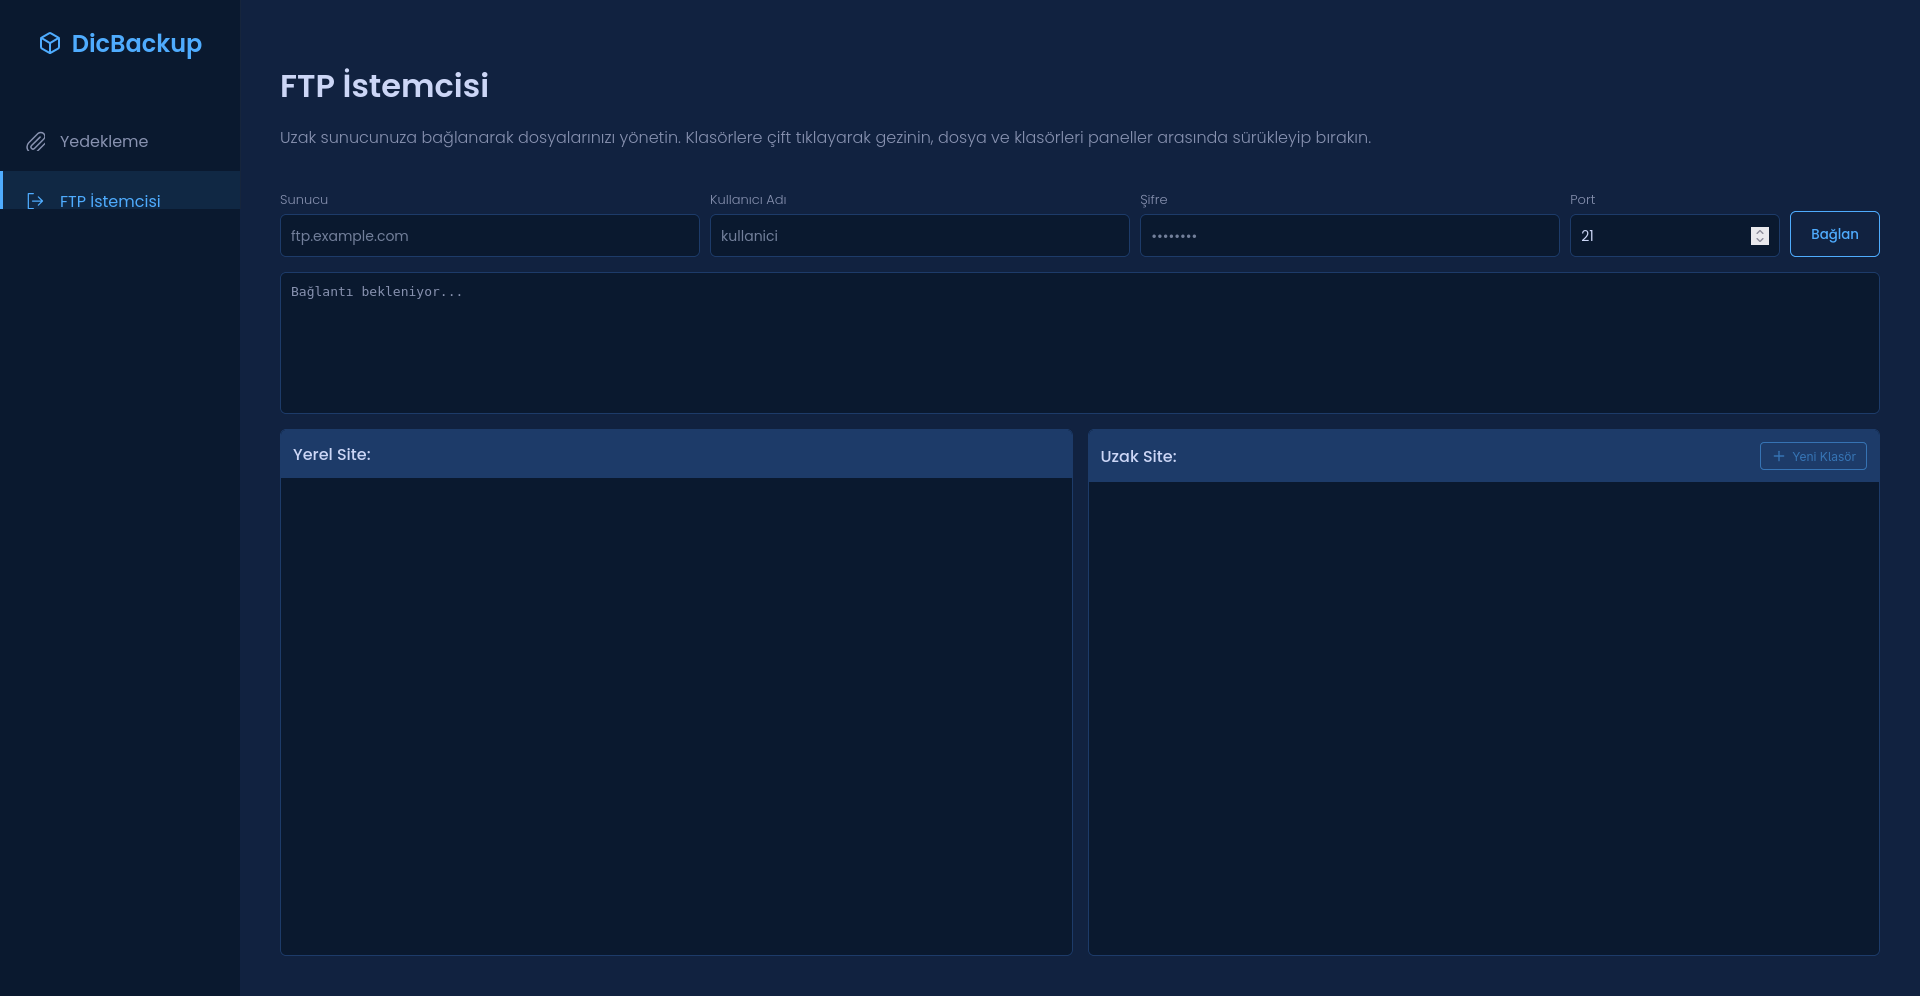 DicBackup
Yedekleme
FTP İstemcisi
FTP İstemcisi
Uzak sunucunuza bağlanarak dosyalarınızı yönetin. Klasörlere çift tıklayarak gezinin, dosya ve klasörleri paneller arasında sürükleyip bırakın.
Sunucu
ftp.example.com
Kullanıcı Adı
kullanici
Şifre
••••••••
Port
21
Bağlan
Bağlantı bekleniyor...
Yerel Site:
Uzak Site:
Yeni Klasör